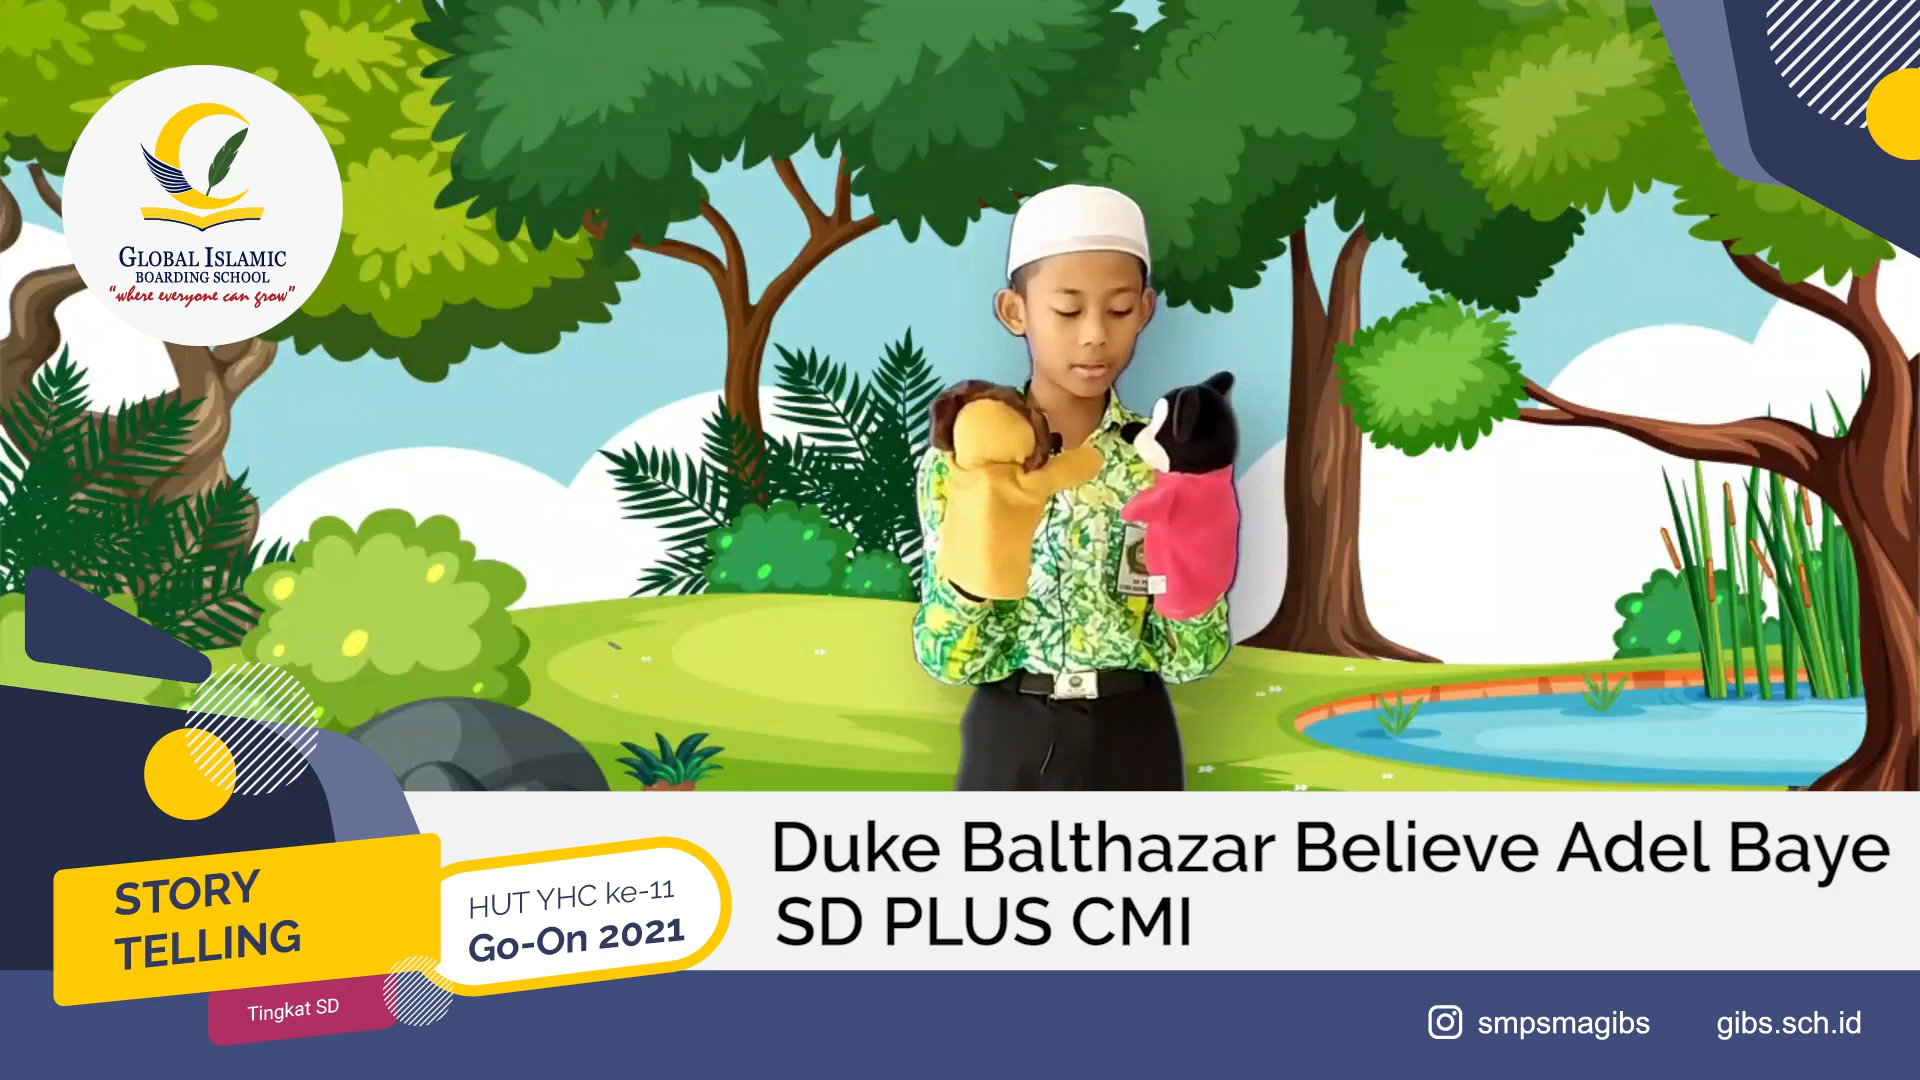 GLOBAL ISLAMIC
BOARDING SCHOOL
"where everyone can grow"
STORY
TELLING
Tingkat SD
HUT YHC ke-11
Go-On 2021
Duke Balthazar Believe Adel Baye
SD PLUS CMI
smpsmagibs
gibs.sch.id